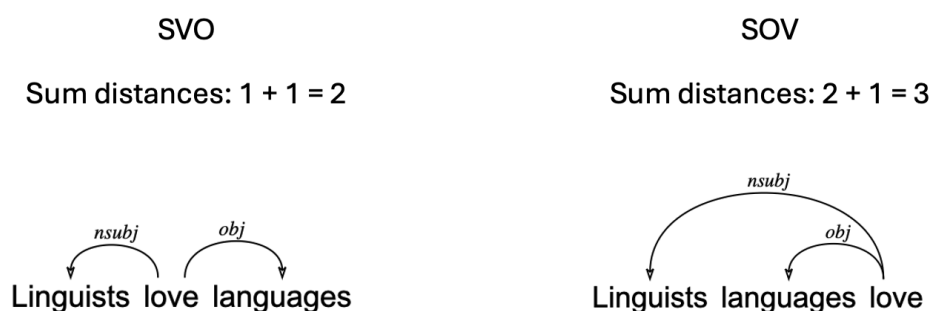 SVO
Sum distances: 1 + 1 = 2
nsubj obj
Linguists love languages
SOV
Sum distances: 2 + 1 = 3
nsubj
obj
Linguists languages love